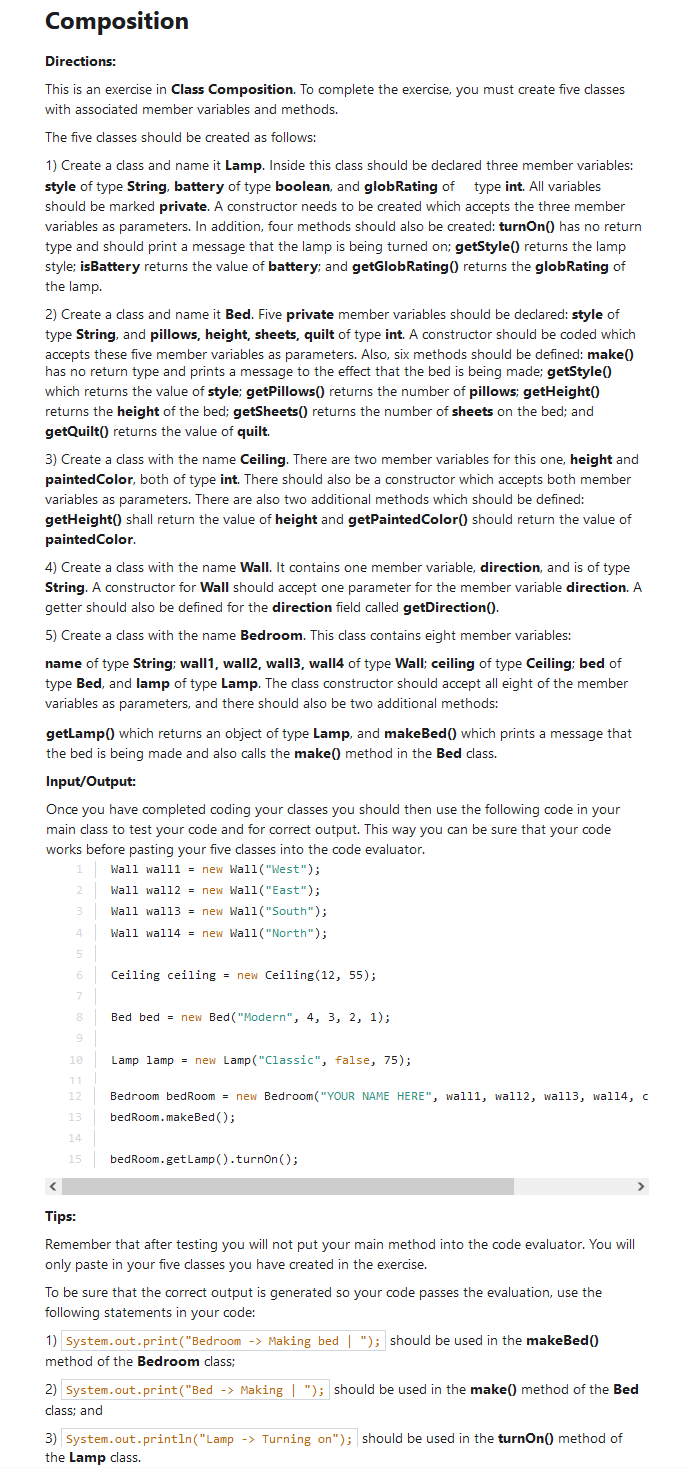 Composition
Directions:
This is an exercise in Class Composition. To complete the exercise, you must create five classes
with associated member variables and methods.
The five classes should be created as follows:
1) Create a class and name it Lamp. Inside this class should be declared three member variables:
style of type String, battery of type boolean, and globRating of type int. All variables
should be marked private. A constructor needs to be created which accepts the three member
variables as parameters. In addition, four methods should also be created: turnOn() has no return
type and should print a message that the lamp is being turned on; getStyle() returns the lamp
style; isBattery returns the value of battery; and getGlobRating() returns the globRating of
the lamp.
2) Create a class and name it Bed. Five private member variables should be declared: style of
type String, and pillows, height, sheets, quilt of type int. A constructor should be coded which
accepts these five member variables as parameters. Also, six methods should be defined: make()
has no return type and prints a message to the effect that the bed is being made; getStyle()
which returns the value of style; getPillows() returns the number of pillows; getHeight()
returns the height of the bed; getSheets() returns the number of sheets on the bed; and
getQuilt() returns the value of quilt.
3) Create a class with the name Ceiling. There are two member variables for this one, height and
paintedColor, both of type int. There should also be a constructor which accepts both member
variables as parameters. There are also two additional methods which should be defined:
getHeight() shall return the value of height and getPaintedColor() should return the value of
paintedColor.
4) Create a class with the name Wall. It contains one member variable, direction, and is of type
String. A constructor for Wall should accept one parameter for the member variable direction. A
getter should also be defined for the direction field called getDirection().
5) Create a class with the name Bedroom. This class contains eight member variables:
name of type String; wall1, wall2, wall3, wall4 of type Wall; ceiling of type Ceiling; bed of
type Bed, and lamp of type Lamp. The class constructor should accept all eight of the member
variables as parameters, and there should also be two additional methods:
getLamp() which returns an object of type Lamp, and makeBed() which prints a message that
the bed is being made and also calls the make() method in the Bed class.
Input/Output:
Once you have completed coding your classes you should then use the following code in your
main class to test your code and for correct output. This way you can be sure that your code
works before pasting your five classes into the code evaluator.
1 Wall wall1 = new Wall("West");
2 Wall wall2 = new Wall("East");
3 Wall wall3 = new Wall("South");
4 Wall wall4 = new Wall("North");
5
6 Ceiling ceiling = new Ceiling(12, 55);
7
8 Bed bed = new Bed("Modern", 4, 3, 2, 1);
9
10 Lamp lamp = new Lamp("Classic", false, 75);
11
12 Bedroom bedRoom = new Bedroom("YOUR NAME HERE", wall1, wall2, wall3, wall4, c
13 bedRoom.makeBed();
14
15 bedRoom.getLamp().turnOn();
Tips:
Remember that after testing you will not put your main method into the code evaluator. You will
only paste in your five classes you have created in the exercise.
To be sure that the correct output is generated so your code passes the evaluation, use the
following statements in your code:
1) System.out.print("Bedroom -> Making bed | "); should be used in the makeBed()
method of the Bedroom class;
2) System.out.print("Bed -> Making | "); should be used in the make() method of the Bed
class; and
3) System.out.println("Lamp -> Turning on"); should be used in the turnOn() method of
the Lamp class.